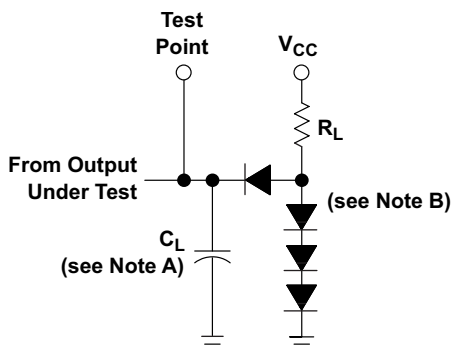 Test
Point
VCC
RL
From Output
Under Test
(see Note B)
CL
(see Note A)